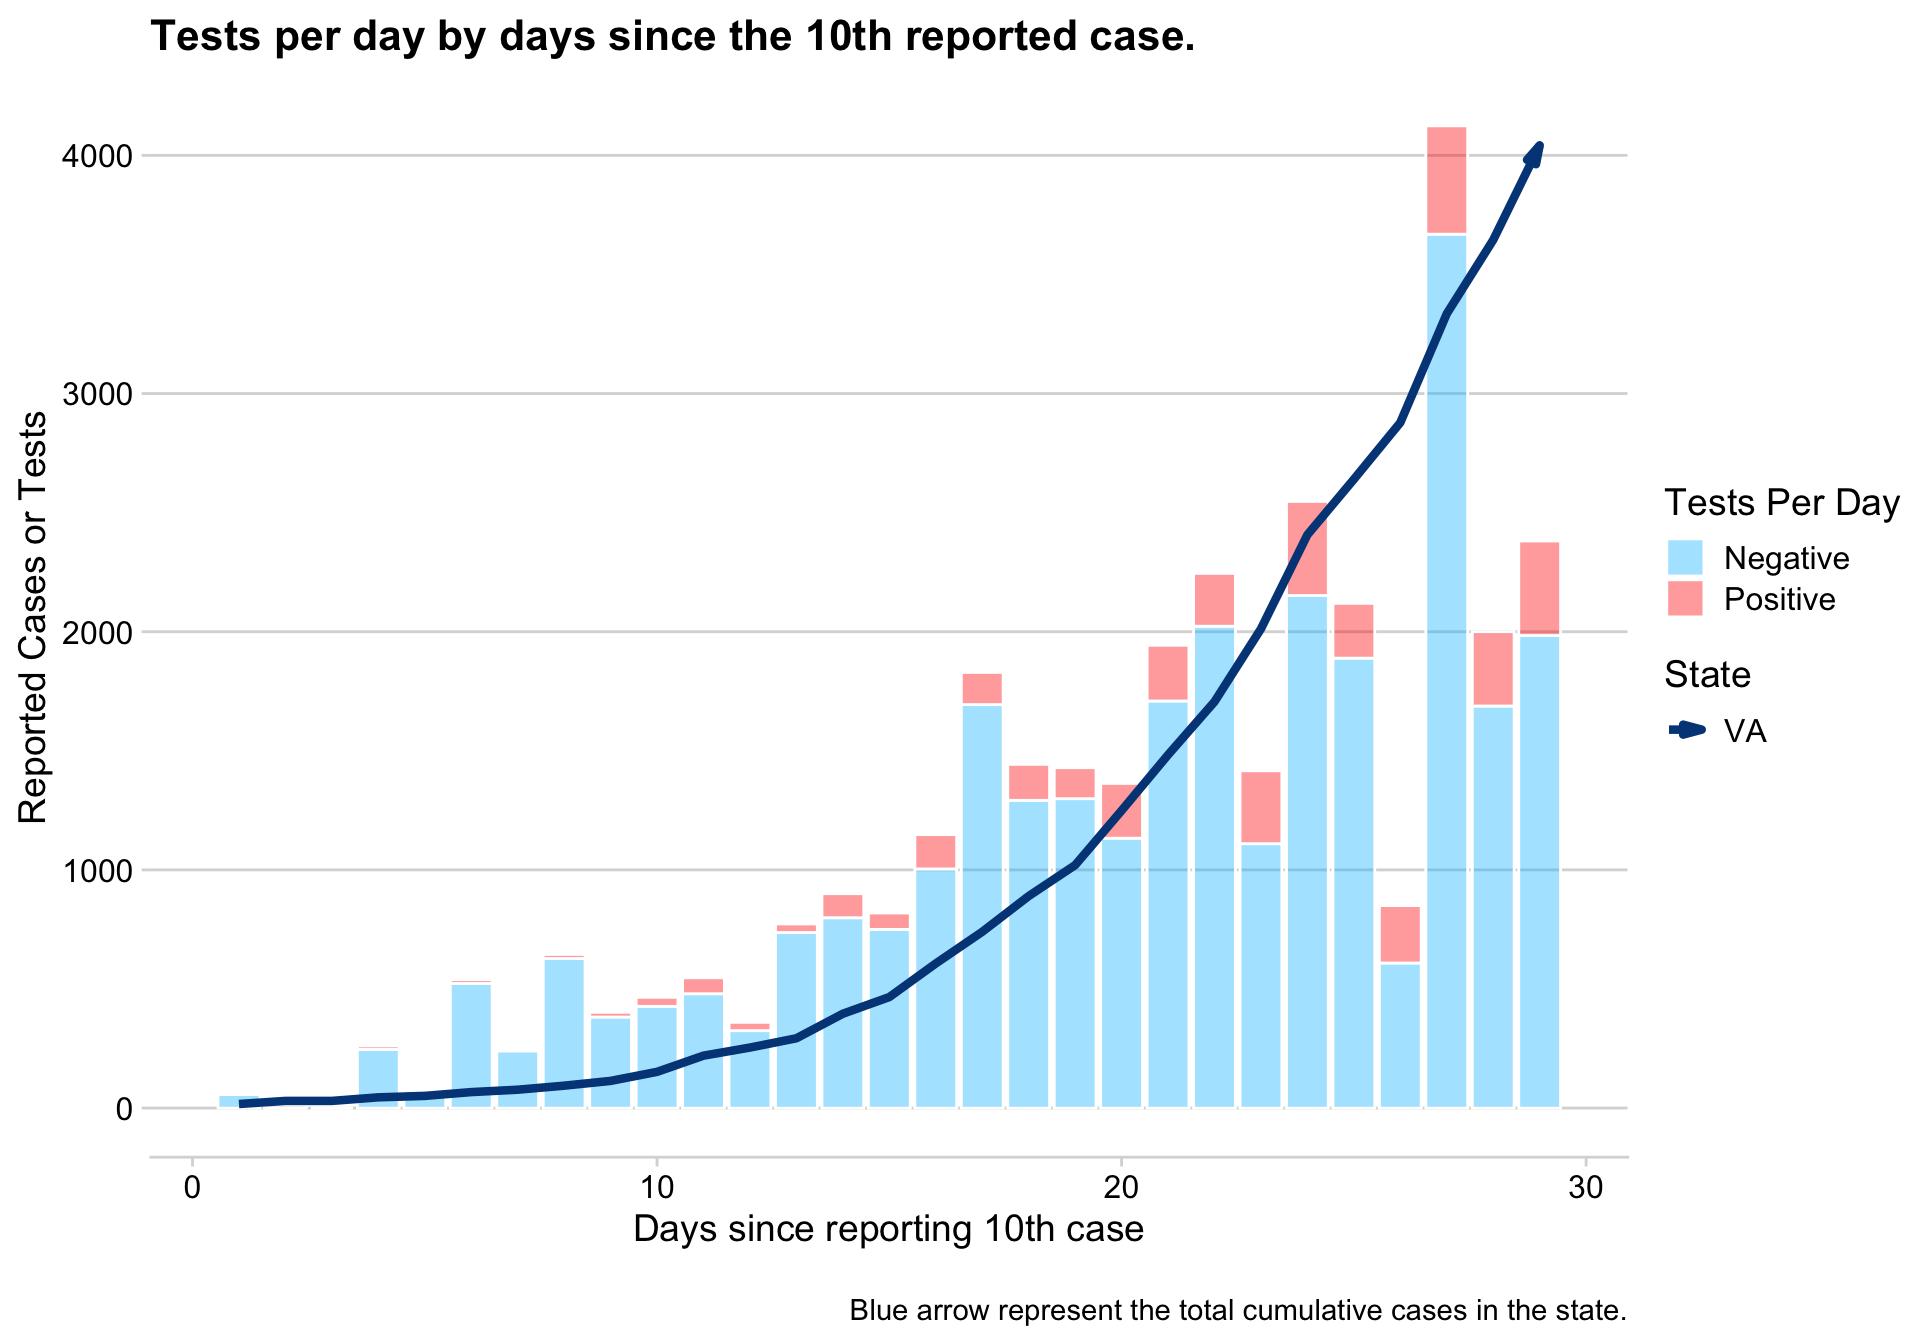 Tests per day by days since the 10th reported case.
Reported Cases or Tests
4000
3000
2000
1000
0
0
10
20
30
Days since reporting 10th case
Tests Per Day
Negative
Positive
State
VA
Blue arrow represent the total cumulative cases in the state.